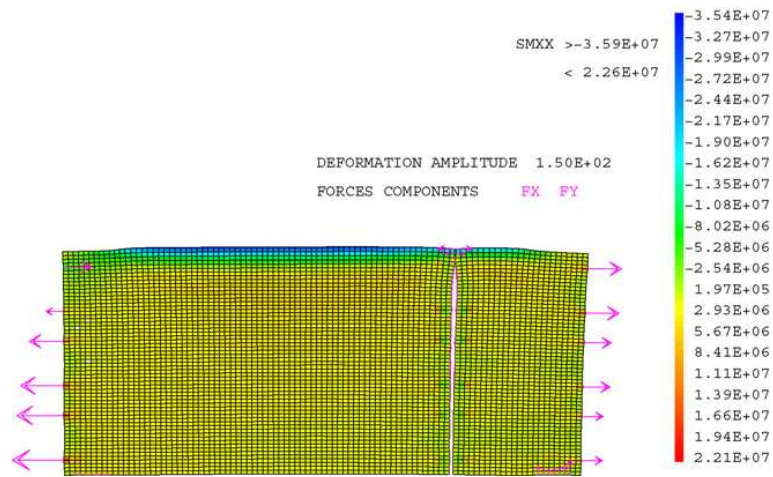 SMXX >-3.59E+07
< 2.26E+07
DEFORMATION AMPLITUDE 1.50E+02
FORCES COMPONENTS FX FY
-3.54E+07
-3.27E+07
-2.99E+07
-2.72E+07
-2.44E+07
-2.17E+07
-1.90E+07
-1.62E+07
-1.35E+07
-1.07E+07
-8.02E+06
-5.28E+06
-2.54E+06
1.97E+05
2.93E+06
5.67E+06
8.41E+06
1.11E+07
1.39E+07
1.66E+07
1.94E+07
2.21E+07